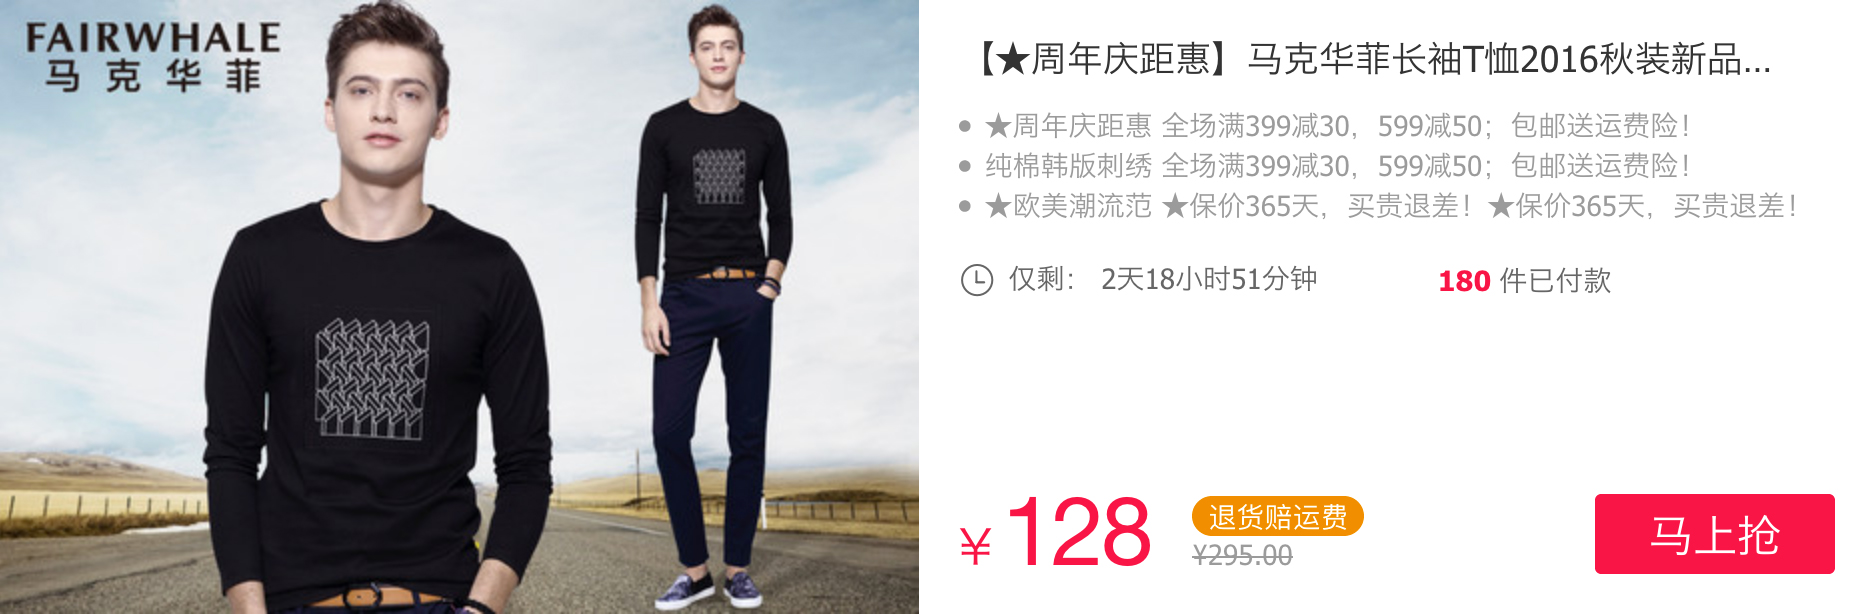 FAIRWHALE
马克华菲
【★周年庆距惠】马克华菲长袖T恤2016秋装新品...
★周年庆距惠 全场满399减30，599减50；包邮送运费险！
纯棉韩版刺绣 全场满399减30，599减50；包邮送运费险！
★欧美潮流范 ★保价365天，买贵退差！★保价365天，买贵退差！
仅剩： 2天18小时51分钟 180 件已付款
¥128
退货赔运费
¥295.00
马上抢